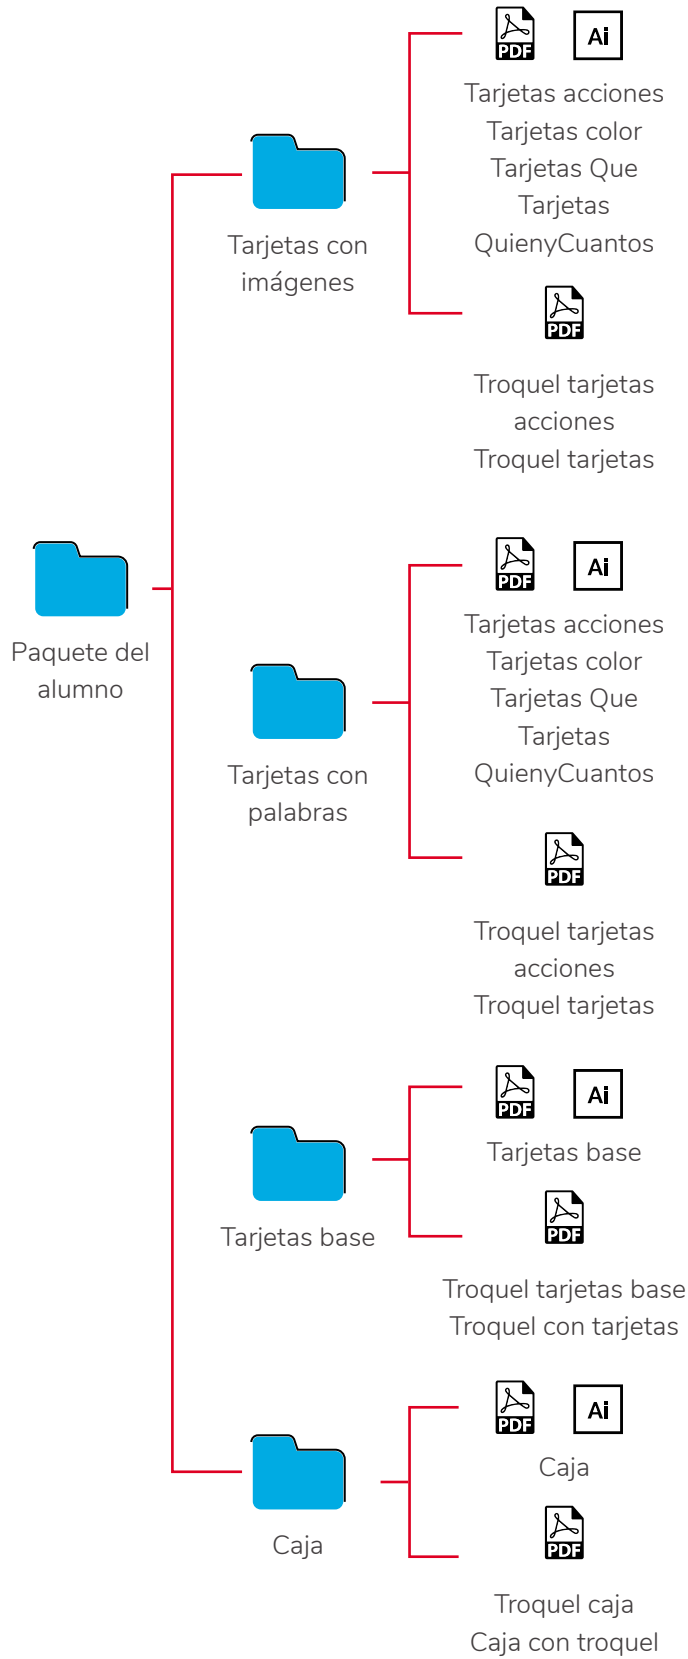 PDF
Ai
Tarjetas acciones
Tarjetas color
Tarjetas Que
Tarjetas
QuienyCuantos
Tarjetas con
imágenes
PDF
Troquel tarjetas
acciones
Troquel tarjetas
Paquete del
alumno
PDF
Ai
Tarjetas acciones
Tarjetas color
Tarjetas Que
Tarjetas
QuienyCuantos
Tarjetas con
palabras
PDF
Troquel tarjetas
acciones
Troquel tarjetas
PDF
Ai
Tarjetas base
Tarjetas base
PDF
Troquel tarjetas base
Troquel con tarjetas
PDF
Ai
Caja
Caja
PDF
Troquel caja
Caja con troquel